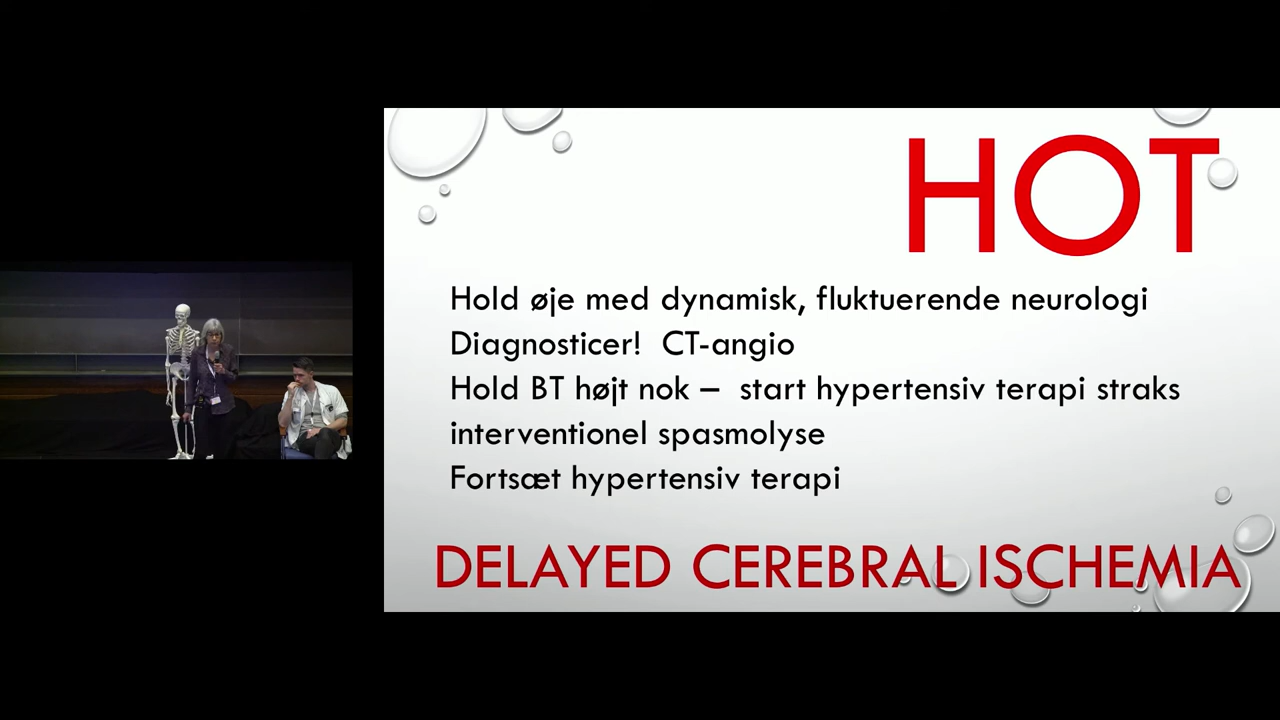 HOT
Hold øje med dynamisk, fluktuerende neurologi
Diagnosticer!  CT-angio
Hold BT højt nok –  start hypertensiv terapi straks
interventionel spasmolyse
Fortsæt hypertensiv terapi
DELAYED CEREBRAL ISCHEMIA